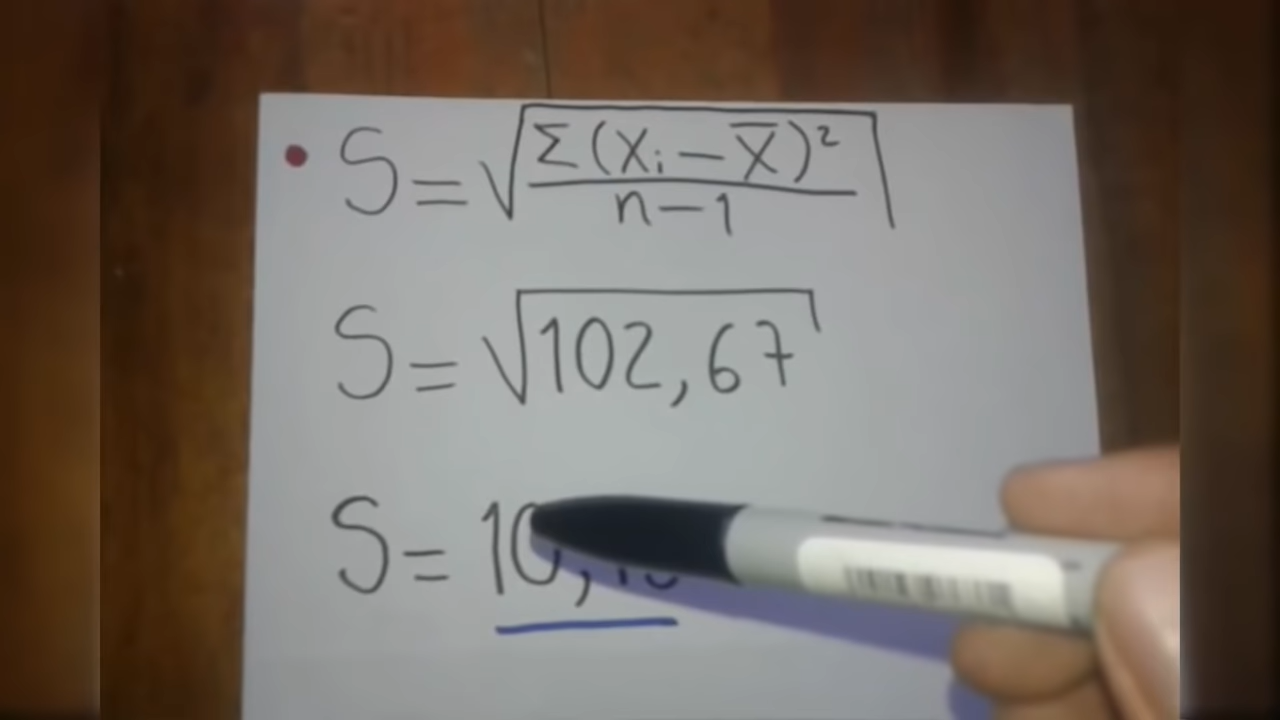 S = √(Σ(Xi − X̅)² / n−1)
S = √102,67
S = 10,